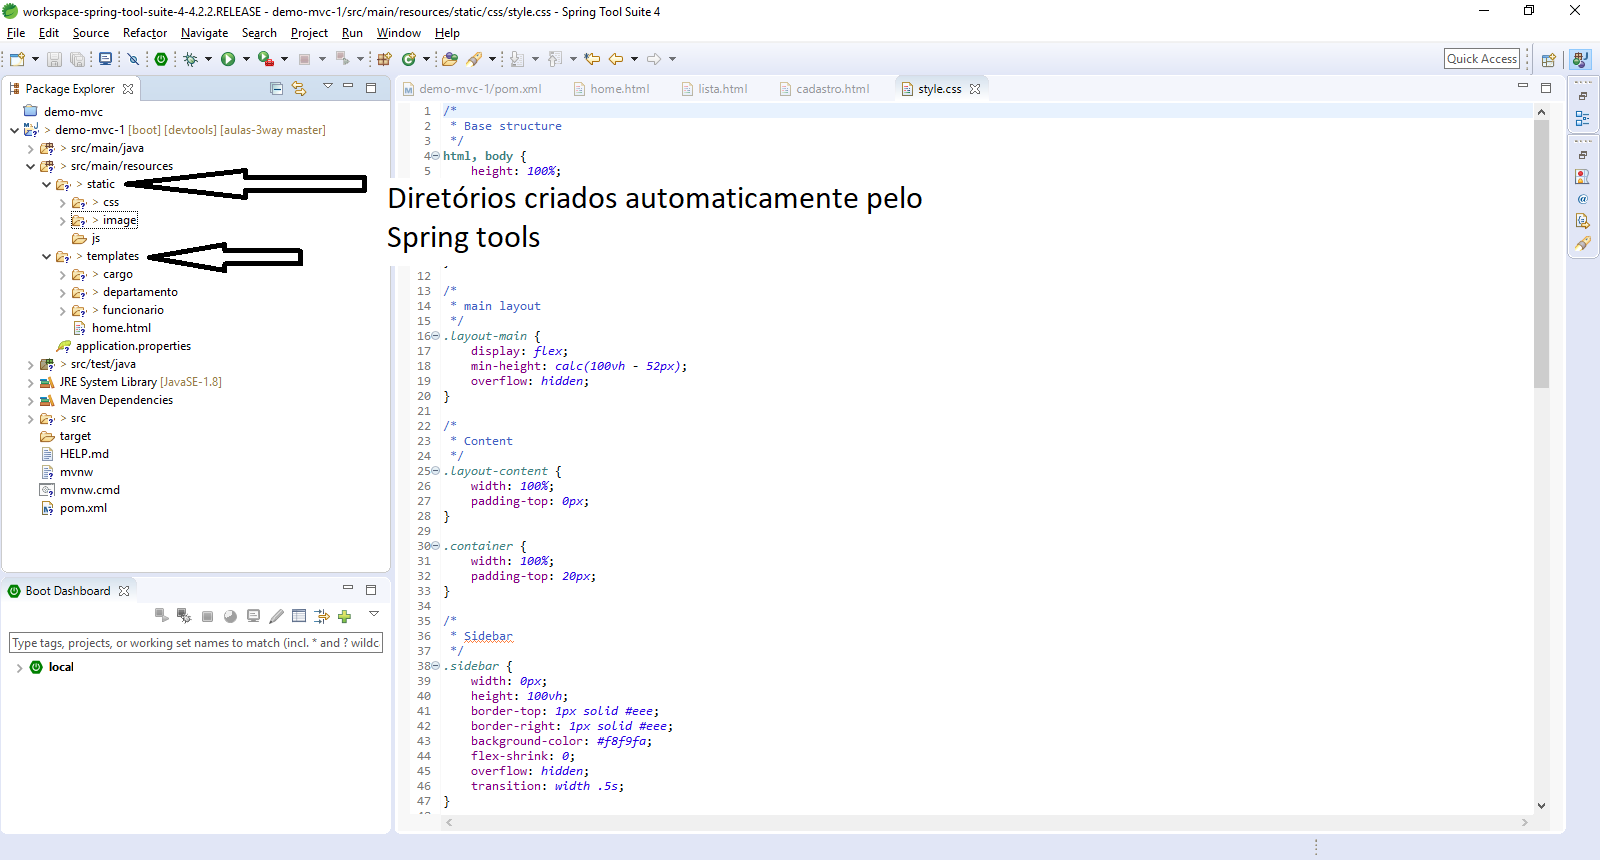 workspace-spring-tool-suite-4-4.2.2.RELEASE - demo-mvc-1/src/main/resources/static/css/style.css - Spring Tool Suite 4
File Edit Source Refactor Navigate Search Project Run Window Help
Quick Access
Package Explorer
demo-mvc
> demo-mvc-1 [boot] [devtools] [aulas-3way master]
> src/main/java
> src/main/resources
> static
> css
> image
js
> templates
> cargo
> departamento
> funcionario
home.html
application.properties
> src/test/java
JRE System Library [JavaSE-1.8]
Maven Dependencies
> src
target
HELP.md
mvnw
mvnw.cmd
pom.xml
Boot Dashboard
Type tags, projects, or working set names to match (incl. * and ? wildc
local
demo-mvc-1/pom.xml home.html lista.html cadastro.html style.css
1 /*
2 * Base structure
3 */
4 html, body {
5 height: 100%;
Diretórios criados automaticamente pelo
Spring tools
12
13 /*
14 * main layout
15 */
16 .layout-main {
17 display: flex;
18 min-height: calc(100vh - 52px);
19 overflow: hidden;
20 }
21
22 /*
23 * Content
24 */
25 .layout-content {
26 width: 100%;
27 padding-top: 0px;
28 }
29
30 .container {
31 width: 100%;
32 padding-top: 20px;
33 }
34
35 /*
36 * Sidebar
37 */
38 .sidebar {
39 width: 0px;
40 height: 100vh;
41 border-top: 1px solid #eee;
42 border-right: 1px solid #eee;
43 background-color: #f8f9fa;
44 flex-shrink: 0;
45 overflow: hidden;
46 transition: width .5s;
47 }